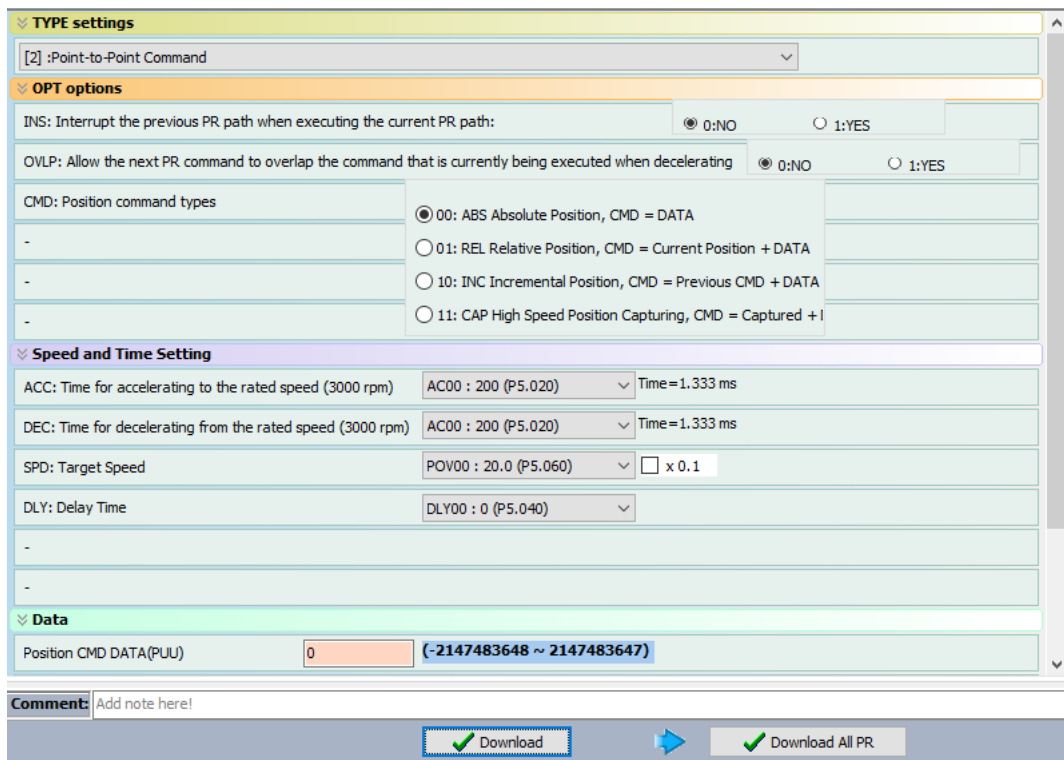 TYPE settings
[2] :Point-to-Point Command
OPT options
INS: Interrupt the previous PR path when executing the current PR path: 0:NO 1:YES
OVLP: Allow the next PR command to overlap the command that is currently being executed when decelerating 0:NO 1:YES
CMD: Position command types
00: ABS Absolute Position, CMD = DATA
-
01: REL Relative Position, CMD = Current Position + DATA
-
10: INC Incremental Position, CMD = Previous CMD + DATA
-
11: CAP High Speed Position Capturing, CMD = Captured +
Speed and Time Setting
ACC: Time for accelerating to the rated speed (3000 rpm) AC00 : 200 (P5.020) Time=1.333 ms
DEC: Time for decelerating from the rated speed (3000 rpm) AC00 : 200 (P5.020) Time=1.333 ms
SPD: Target Speed POV00 : 20.0 (P5.060) x 0.1
DLY: Delay Time DLY00 : 0 (P5.040)
-
-
Data
Position CMD DATA(PUU) 0 (-2147483648 ~ 2147483647)
Comment: Add note here!
Download Download All PR